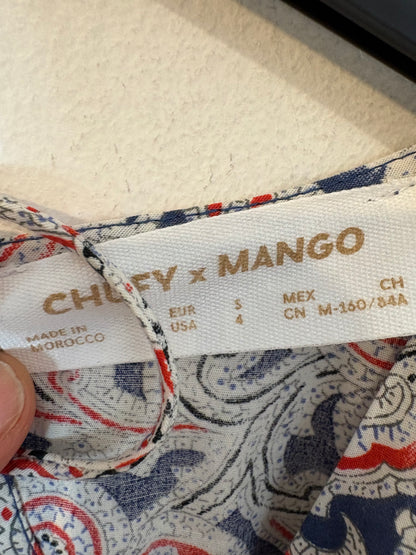 CHUFY x MANGO
MADE IN
MOROCCO
EUR S
USA 4
MEX CH
CN M-160/84A